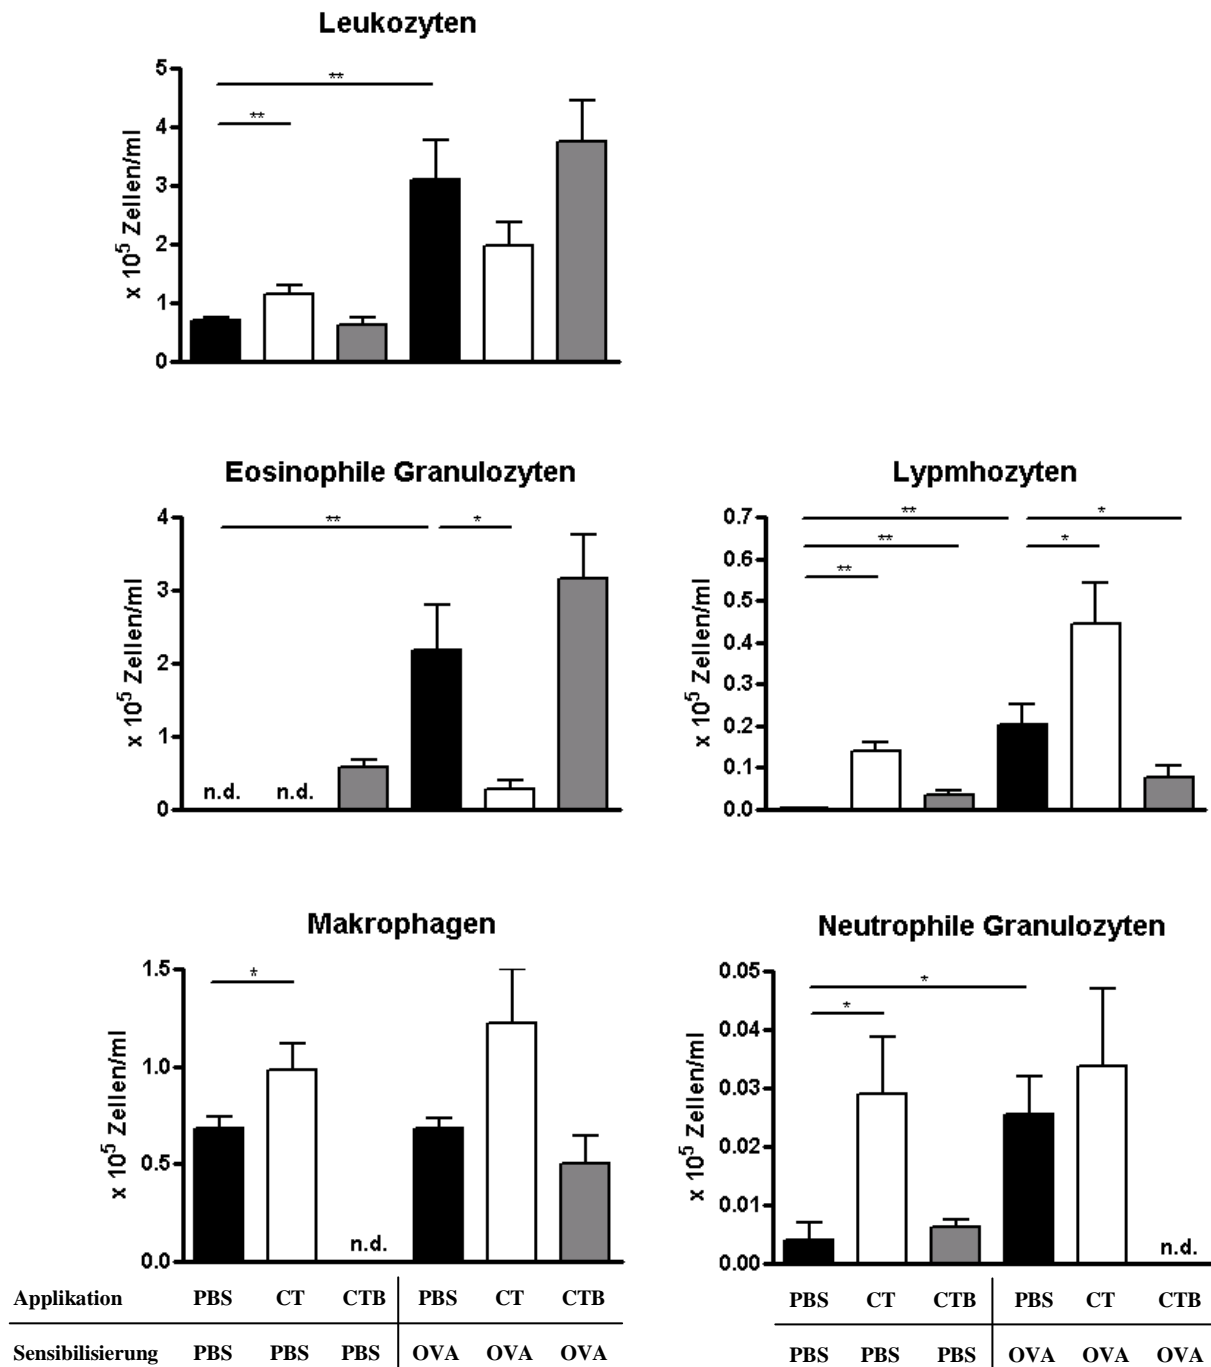 Leukozyten
x 10⁵ Zellen/ml
5
4
3
2
1
0
**
**
Eosinophile Granulozyten
x 10⁵ Zellen/ml
4
3
2
1
0
**
*
n.d.
n.d.
Lypmhozyten
x 10⁵ Zellen/ml
0.7
0.6
0.5
0.4
0.3
0.2
0.1
0.0
**
*
**
*
**
Makrophagen
x 10⁵ Zellen/ml
1.5
1.0
0.5
0.0
*
n.d.
Neutrophile Granulozyten
x 10⁵ Zellen/ml
0.05
0.04
0.03
0.02
0.01
0.00
*
*
n.d.
Applikation PBS CT CTB PBS CT CTB
Sensibilisierung PBS PBS PBS OVA OVA OVA
PBS CT CTB PBS CT CTB
PBS PBS PBS OVA OVA OVA